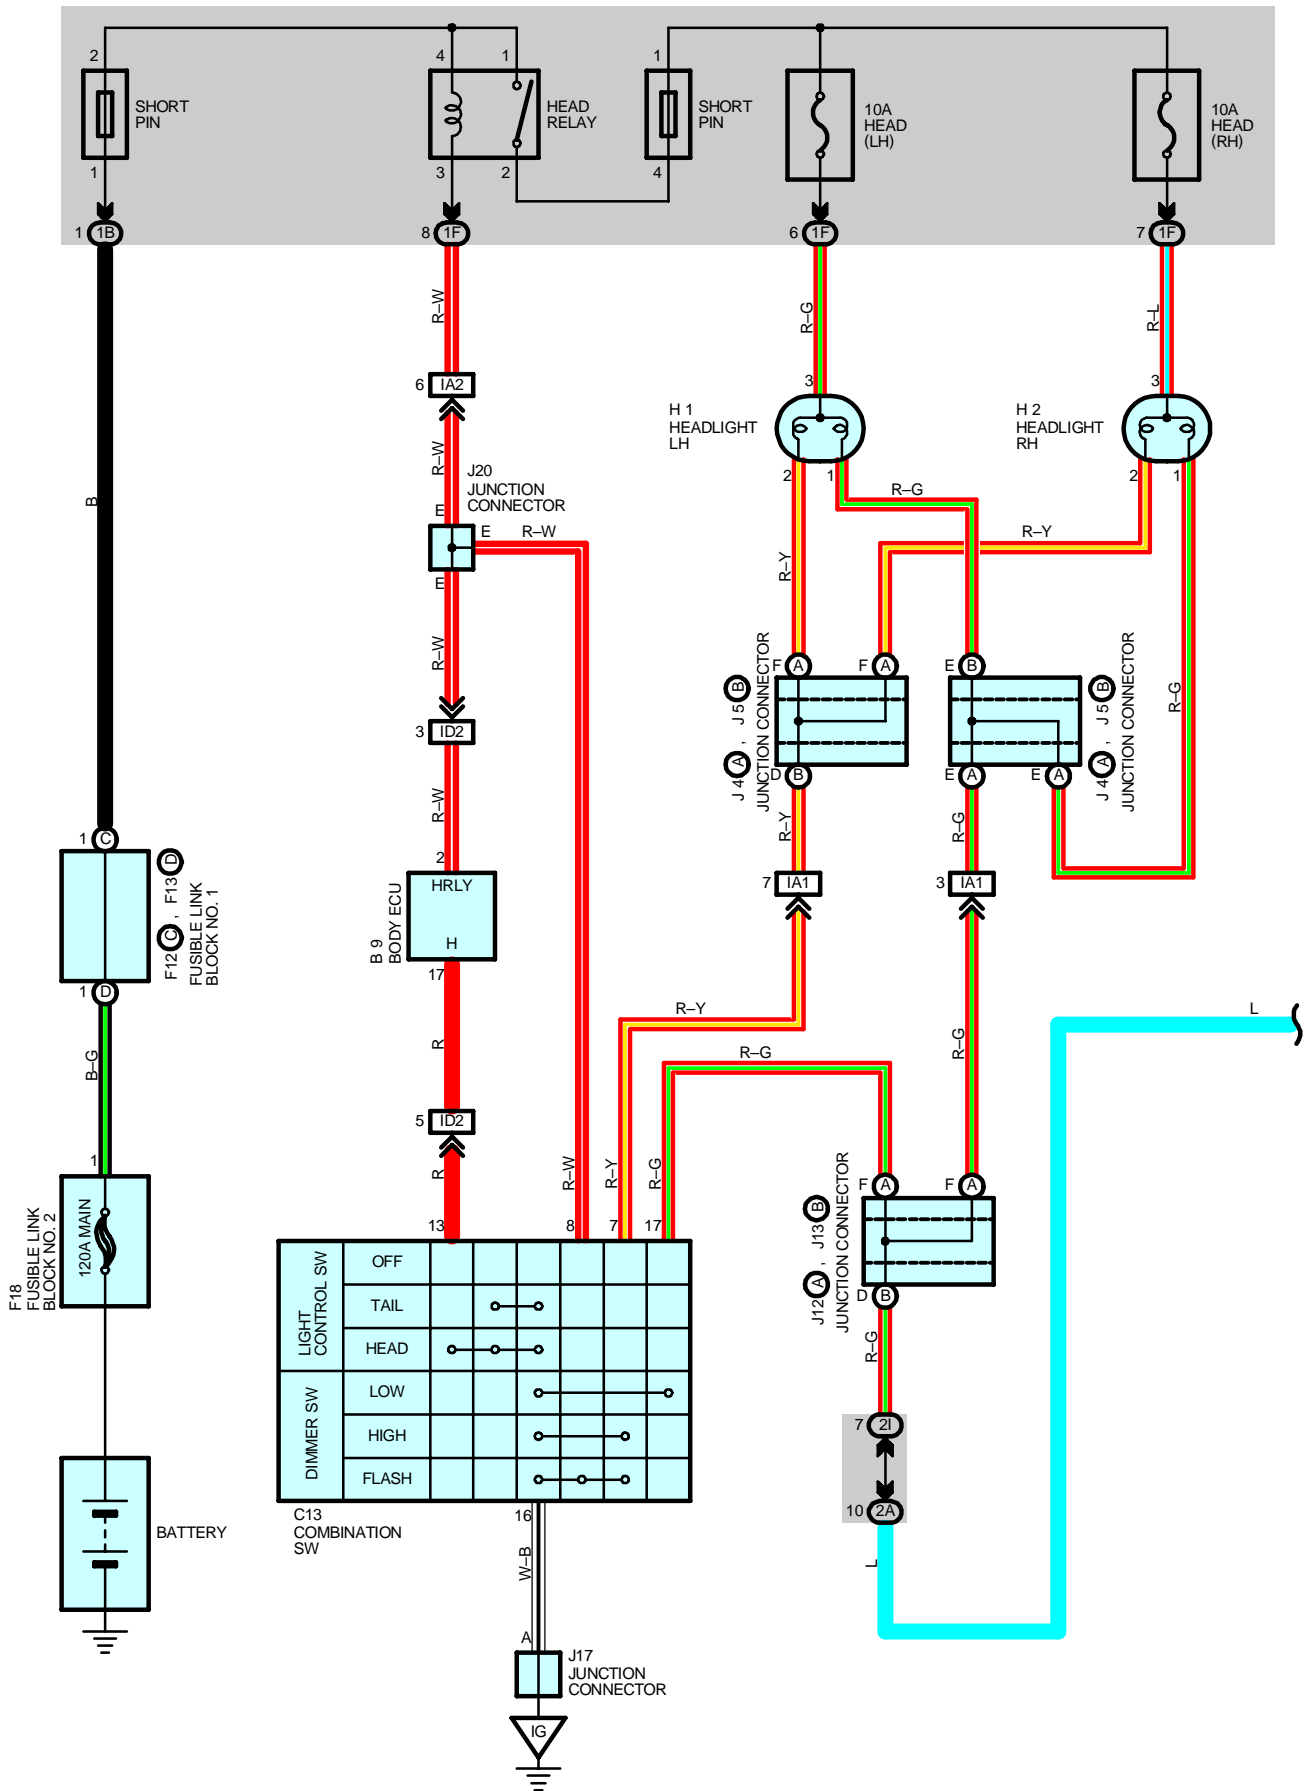 2
4
1
1
SHORT
PIN
HEAD
RELAY
SHORT
PIN
10A
HEAD
(LH)
10A
HEAD
(RH)
1
3
2
4
1
1B
8
1F
6
1F
7
1F
R–W
R–G
R–L
6
IA2
3
3
H 1
HEADLIGHT
LH
H 2
HEADLIGHT
RH
B
R–W
J20
JUNCTION
CONNECTOR
2
1
2
1
R–G
E
E
R–W
R–Y
E
R–Y
R–W
F
A
F
A
E
B
J 4 A , J 5 B
JUNCTION CONNECTOR
J 4 A , J 5 B
JUNCTION CONNECTOR
R–G
3
ID2
D
B
E
A
E
A
R–W
R–Y
R–G
1
C
2
7
IA1
3
IA1
F12 C , F13 D
FUSIBLE LINK
BLOCK NO. 1
HRLY
H
B 9
BODY ECU
17
1
D
R–Y
L
R
R–G
R–G
B–G
5
ID2
1
R
R–W
R–Y
R–G
F
A
F
A
J12 A , J13 B
JUNCTION CONNECTOR
F18
FUSIBLE LINK
BLOCK NO. 2
120A MAIN
13
8
7
17
LIGHT
CONTROL SW
OFF
TAIL
HEAD
D
B
R–G
DIMMER SW
LOW
HIGH
FLASH
7
2I
10
2A
C13
COMBINATION
SW
16
BATTERY
W–B
L
A
J17
JUNCTION
CONNECTOR
IG